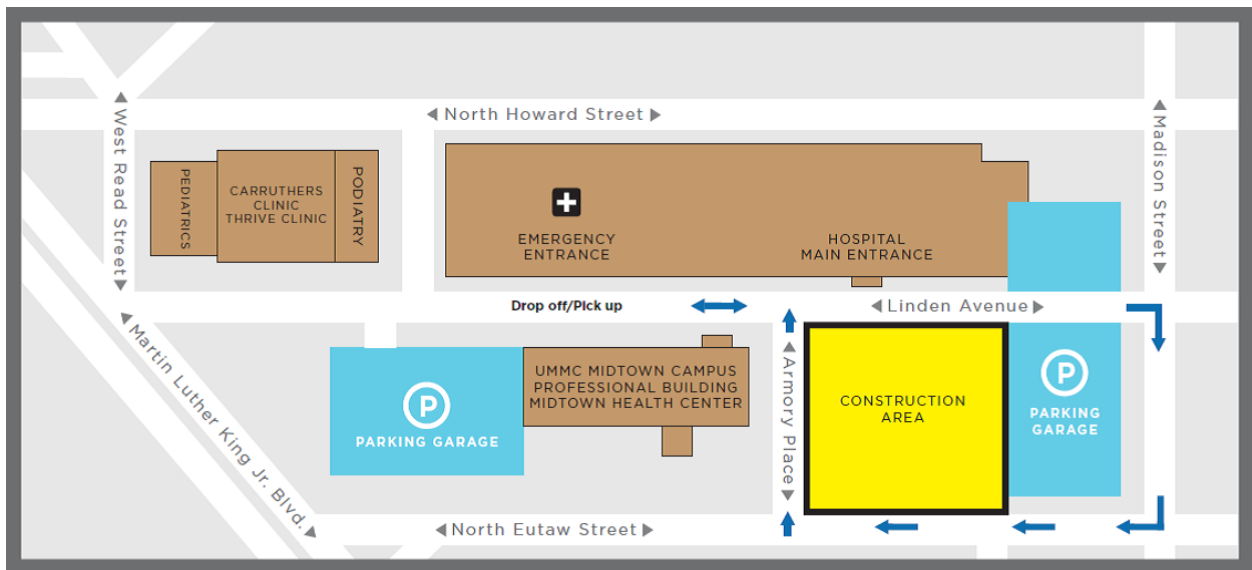 North Howard Street
West Read Street
Madison Street
PEDIATRICS
CARRUTHERS
CLINIC
THRIVE CLINIC
PODIATRY
EMERGENCY
ENTRANCE
HOSPITAL
MAIN ENTRANCE
Drop off/Pick up
Linden Avenue
Martin Luther King Jr. Blvd.
P
PARKING GARAGE
UMMC MIDTOWN CAMPUS
PROFESSIONAL BUILDING
MIDTOWN HEALTH CENTER
Armory Place
CONSTRUCTION
AREA
P
PARKING
GARAGE
North Eutaw Street